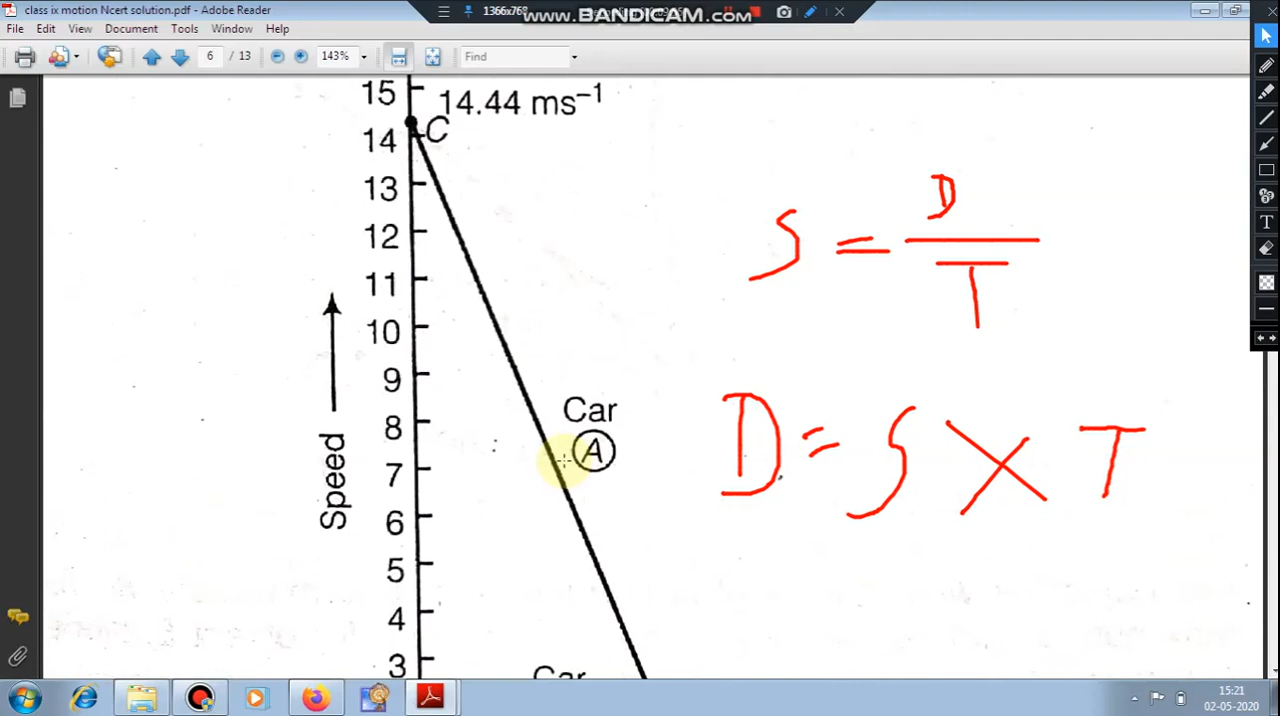 class ix motion Ncert solution.pdf - Adobe Reader
1366x768
www.BANDICAM.com
File Edit View Document Tools Window Help
6 / 13 143% Find
15
14.44 ms⁻¹
C
14
13
12
11
10
9
8
7
6
5
4
3
Speed
Car
A
Car
S = D
T
D = S X T
15:21
02-05-2020